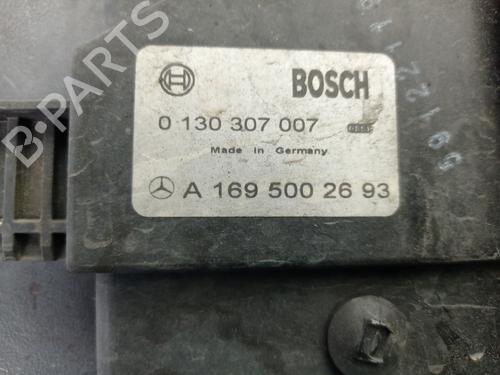 BOSCH
0 130 307 007
Made in Germany
A 169 500 26 93
B-PARTS